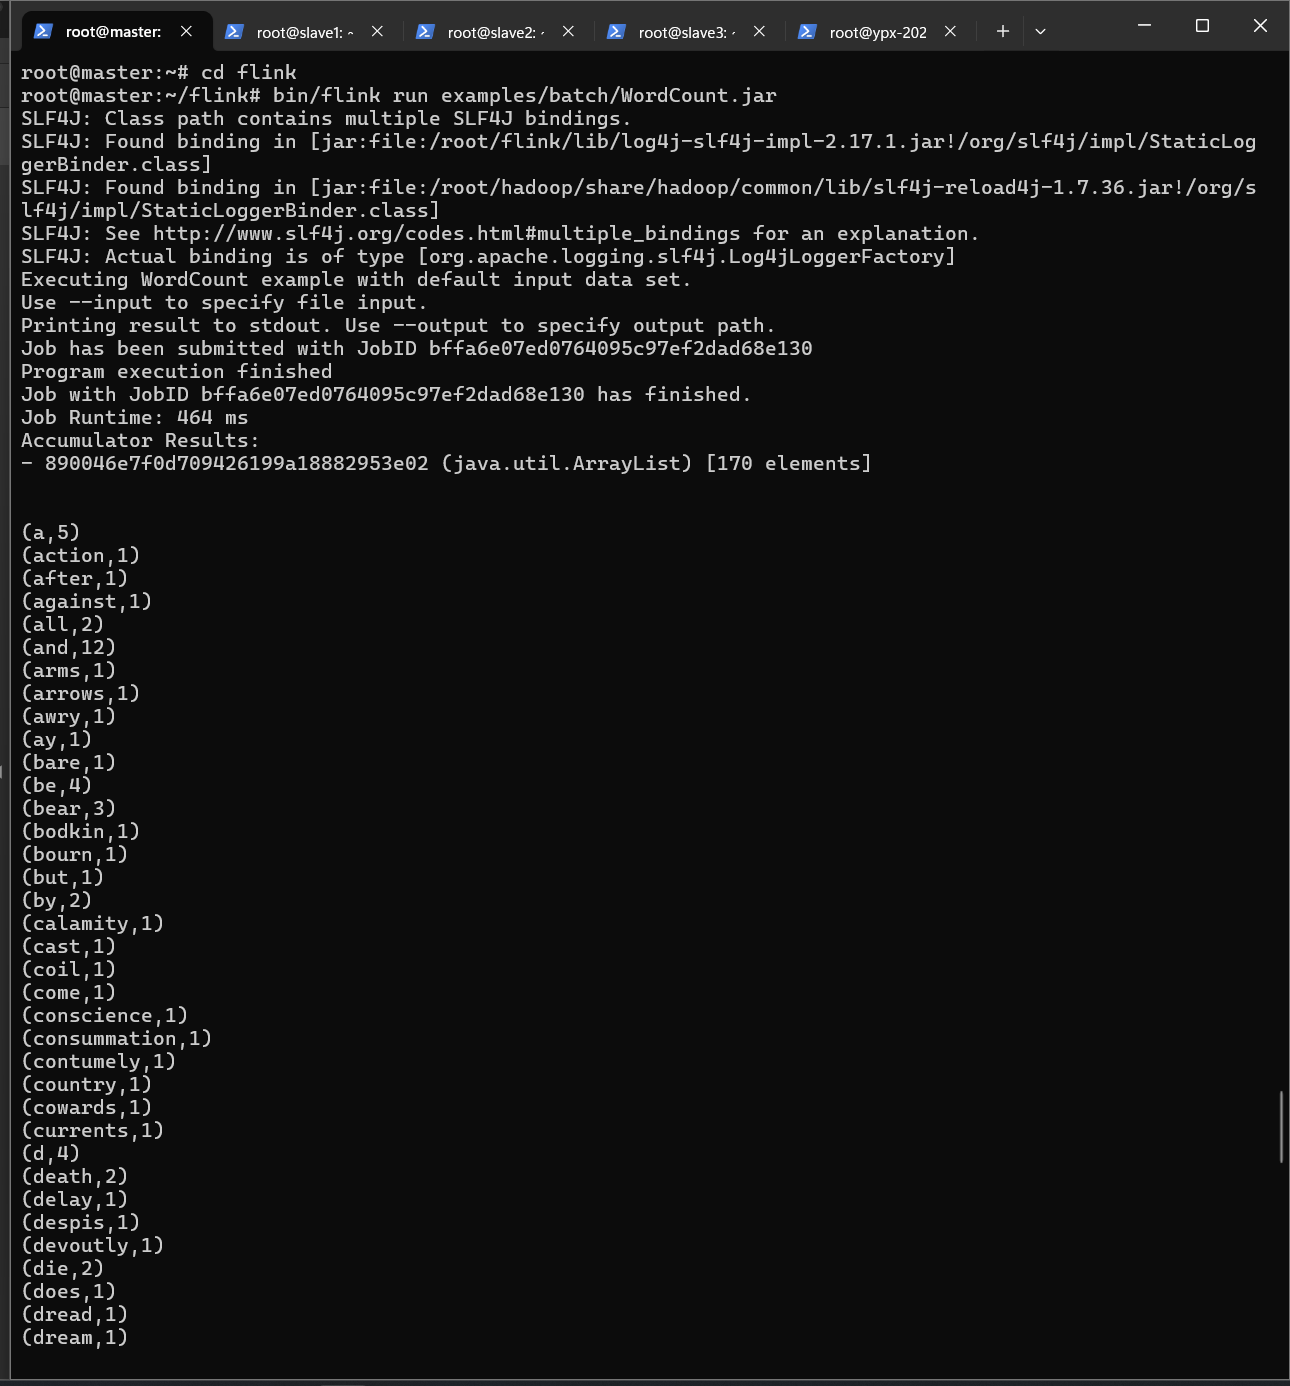 root@master: root@slave1: ~ root@slave2: root@slave3: root@ypx-202
root@master:~# cd flink
root@master:~/flink# bin/flink run examples/batch/WordCount.jar
SLF4J: Class path contains multiple SLF4J bindings.
SLF4J: Found binding in [jar:file:/root/flink/lib/log4j-slf4j-impl-2.17.1.jar!/org/slf4j/impl/StaticLog
gerBinder.class]
SLF4J: Found binding in [jar:file:/root/hadoop/share/hadoop/common/lib/slf4j-reload4j-1.7.36.jar!/org/s
lf4j/impl/StaticLoggerBinder.class]
SLF4J: See http://www.slf4j.org/codes.html#multiple_bindings for an explanation.
SLF4J: Actual binding is of type [org.apache.logging.slf4j.Log4jLoggerFactory]
Executing WordCount example with default input data set.
Use --input to specify file input.
Printing result to stdout. Use --output to specify output path.
Job has been submitted with JobID bffa6e07ed0764095c97ef2dad68e130
Program execution finished
Job with JobID bffa6e07ed0764095c97ef2dad68e130 has finished.
Job Runtime: 464 ms
Accumulator Results:
- 890046e7f0d709426199a18882953e02 (java.util.ArrayList) [170 elements]
(a,5)
(action,1)
(after,1)
(against,1)
(all,2)
(and,12)
(arms,1)
(arrows,1)
(awry,1)
(ay,1)
(bare,1)
(be,4)
(bear,3)
(bodkin,1)
(bourn,1)
(but,1)
(by,2)
(calamity,1)
(cast,1)
(coil,1)
(come,1)
(conscience,1)
(consummation,1)
(contumely,1)
(country,1)
(cowards,1)
(currents,1)
(d,4)
(death,2)
(delay,1)
(despis,1)
(devoutly,1)
(die,2)
(does,1)
(dread,1)
(dream,1)